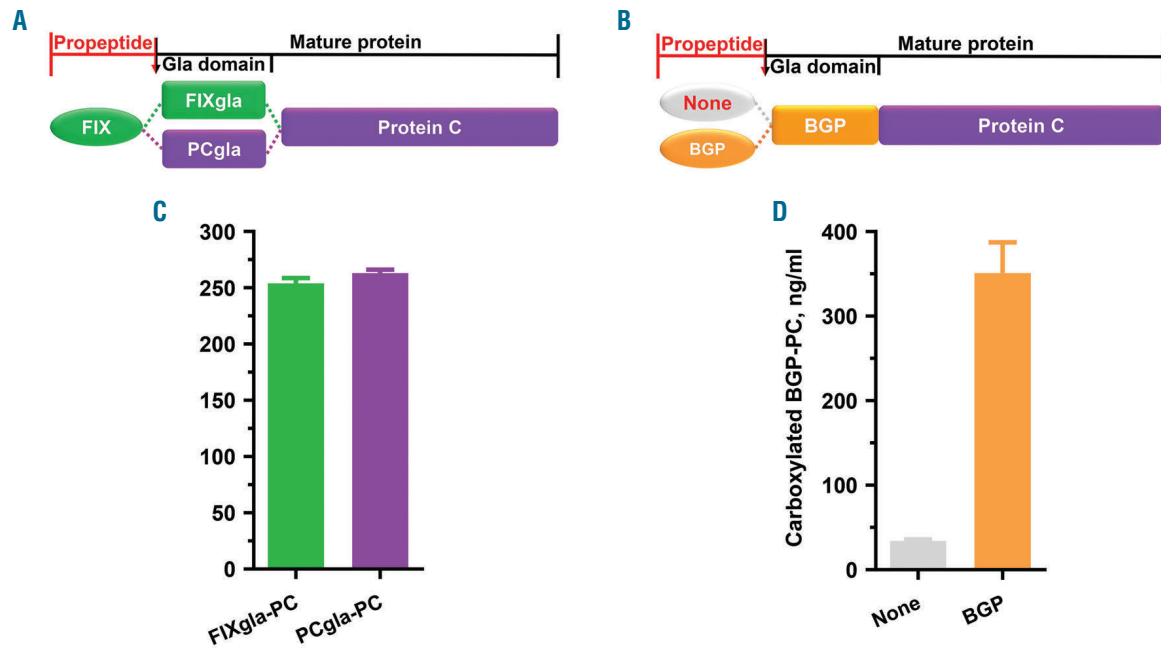 A
Propeptide
Mature protein
Gla domain
FIX
FIXgla
PCgla
Protein C
B
Propeptide
Mature protein
Gla domain
None
BGP
BGP
Protein C
C
300
250
200
150
100
50
0
FIXgla-PC
PCgla-PC
D
Carboxylated BGP-PC, ng/ml
400
300
200
100
0
None
BGP